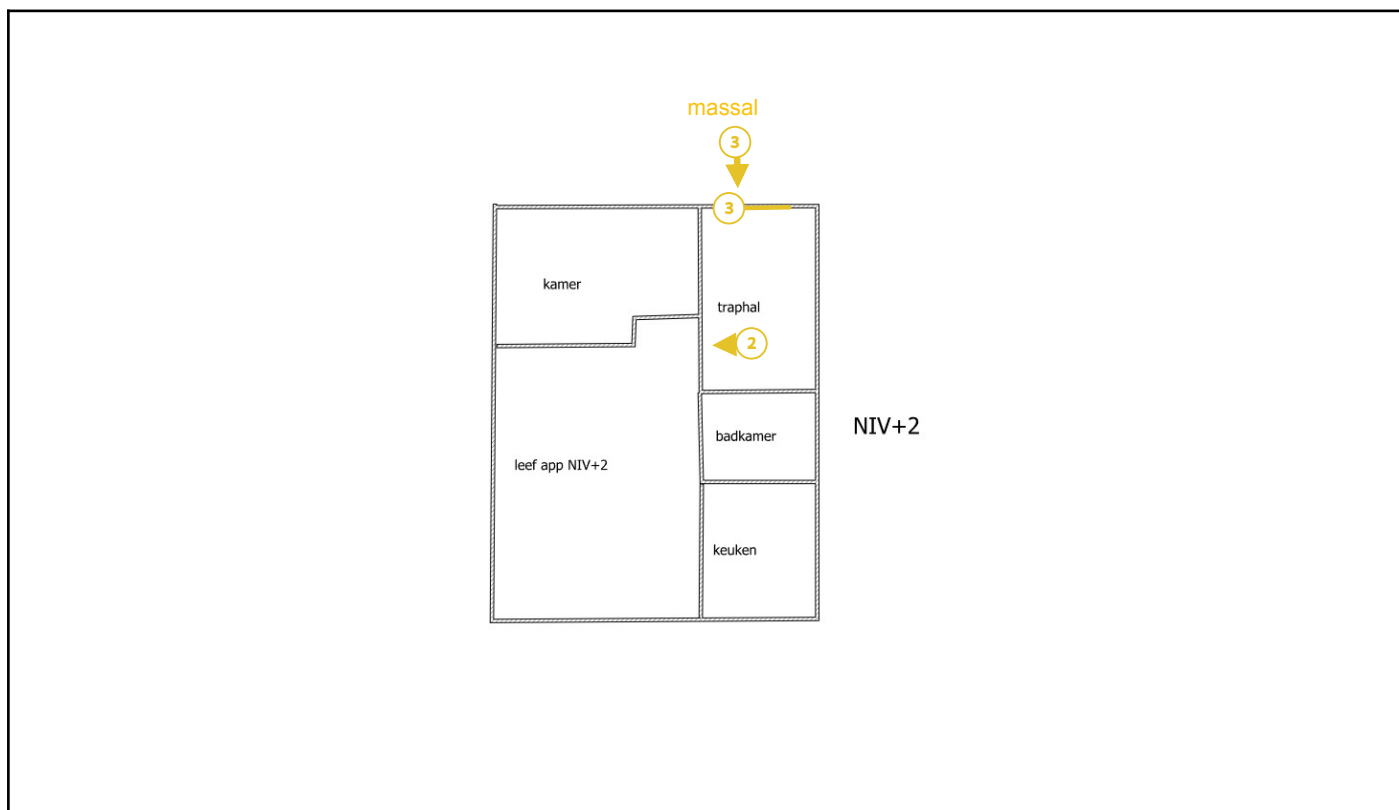 massal
3
3
kamer
traphal
2
NIV+2
badkamer
leef app NIV+2
keuken